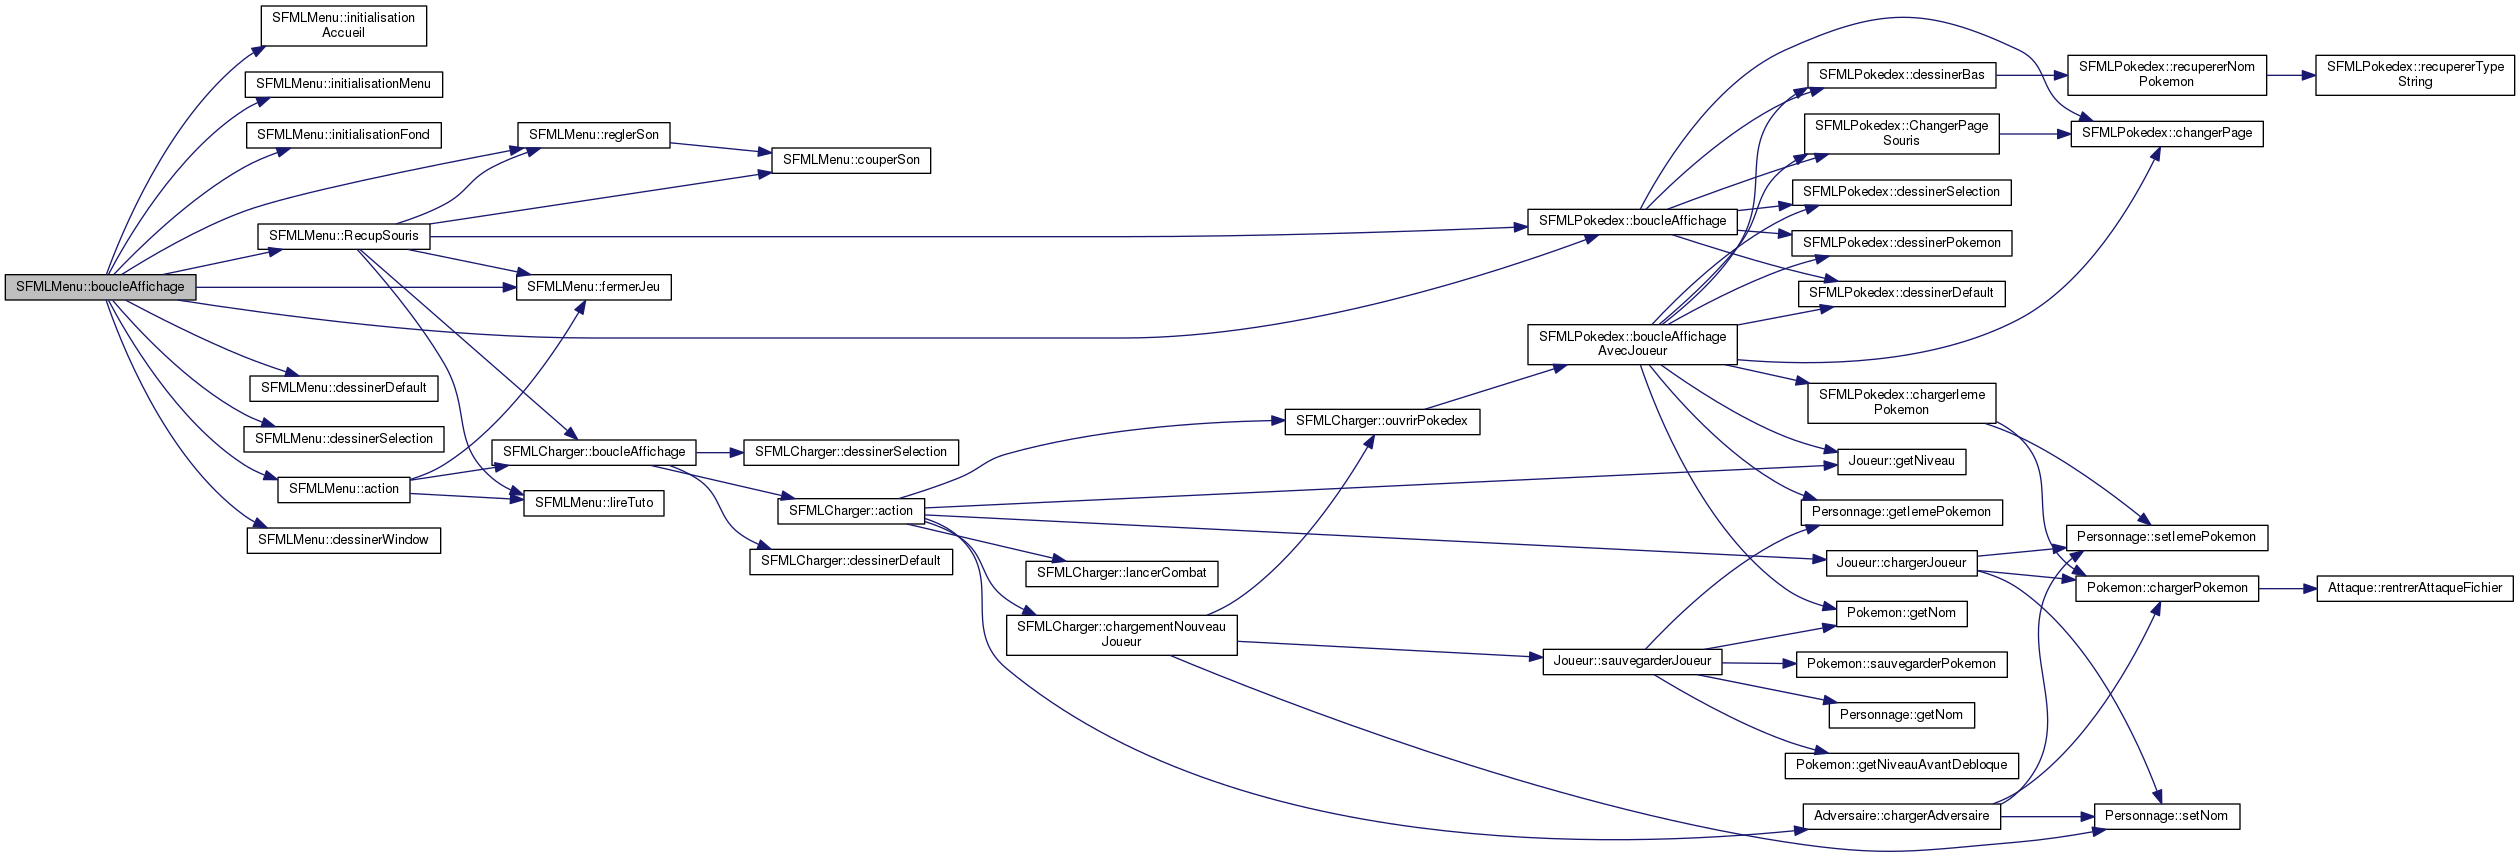 SFMLMenu::boucleAffichage
SFMLMenu::initialisation
Accueil
SFMLMenu::initialisationMenu
SFMLMenu::initialisationFond
SFMLMenu::RecupSouris
SFMLMenu::dessinerDefault
SFMLMenu::dessinerSelection
SFMLMenu::action
SFMLMenu::dessinerWindow
SFMLMenu::reglerSon
SFMLMenu::fermerJeu
SFMLCharger::boucleAffichage
SFMLMenu::lireTuto
SFMLMenu::couperSon
SFMLCharger::dessinerSelection
SFMLCharger::action
SFMLCharger::dessinerDefault
SFMLCharger::lancerCombat
SFMLCharger::chargementNouveau
Joueur
SFMLCharger::ouvrirPokedex
SFMLPokedex::boucleAffichage
SFMLPokedex::boucleAffichage
AvecJoueur
Joueur::sauvegarderJoueur
SFMLPokedex::dessinerBas
SFMLPokedex::ChangerPage
Souris
SFMLPokedex::dessinerSelection
SFMLPokedex::dessinerPokemon
SFMLPokedex::dessinerDefault
SFMLPokedex::chargerIeme
Pokemon
Joueur::getNiveau
Personnage::getIemePokemon
Joueur::chargerJoueur
Pokemon::getNom
Pokemon::sauvegarderPokemon
Personnage::getNom
Pokemon::getNiveauAvantDebloque
Adversaire::chargerAdversaire
SFMLPokedex::recupererNom
Pokemon
SFMLPokedex::changerPage
Personnage::setIemePokemon
Pokemon::chargerPokemon
Personnage::setNom
SFMLPokedex::recupererType
String
Attaque::rentrerAttaqueFichier